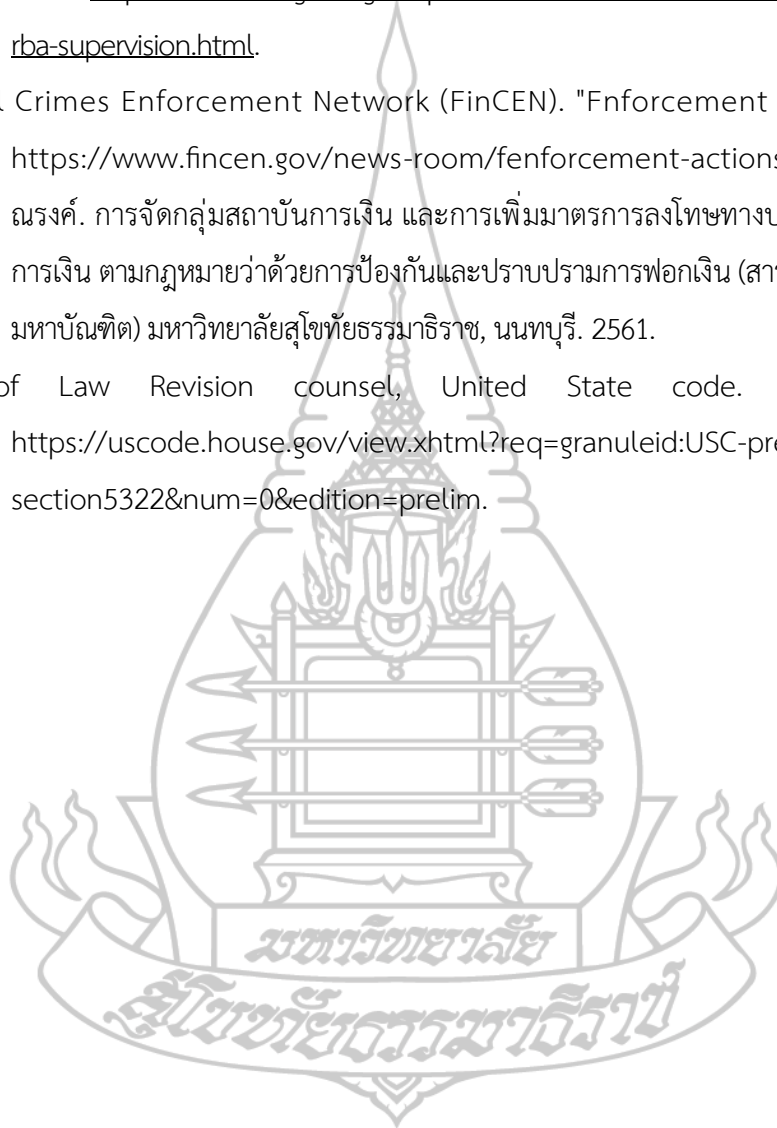 rba-supervision.html.
l Crimes Enforcement Network (FinCEN). "Fnforcement
https://www.fincen.gov/news-room/fenforcement-actions
ณรงค์. การจัดกลุ่มสถาบันการเงิน และการเพิ่มมาตรการลงโทษทางป
การเงิน ตามกฎหมายว่าด้วยการป้องกันและปราบปรามการฟอกเงิน (สาร
มหาบัณฑิต) มหาวิทยาลัยสุโขทัยธรรมาธิราช, นนทบุรี. 2561.
of Law Revision counsel, United State code.
https://uscode.house.gov/view.xhtml?req=granuleid:USC-pre
section5322&num=0&edition=prelim.
มหาวิทยาลัย
สุโขทัยธรรมาธิราช